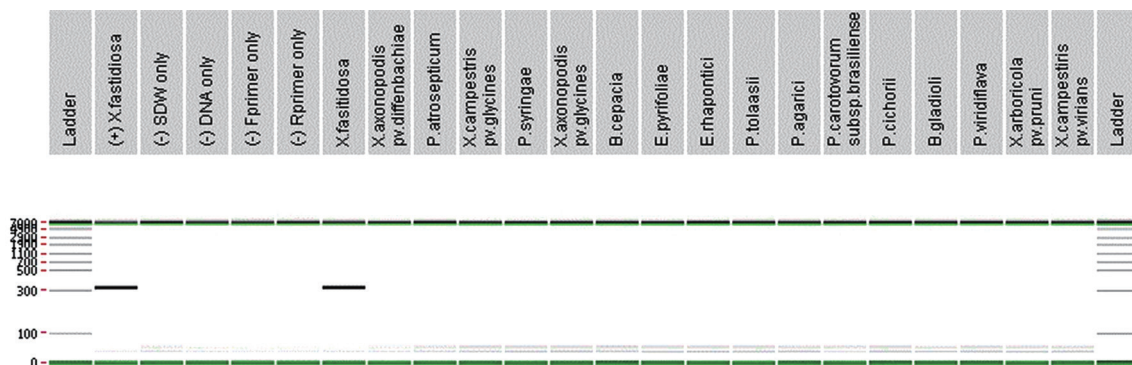 Ladder
(+) X.fastidiosa
(-) SDW only
(-) DNA only
(-) Fprimer only
(-) Rprimer only
X.fasitidosa
X.axonopodis
pv.diffenbachiae
P.atrosepticum
X.campestris
pv.glycines
P.syringae
X.axonopodis
pv.glycines
B.cepacia
E.pyrifoliae
E.rhapontici
P.tolaasii
P.agarici
P.carotovorum
subsp.brasiliense
P.cichorii
B.gladioli
P.viridiflava
X.arboricola
pv.pruni
X.campestiris
pv.virians
Ladder
7000
1100
700
500
300
100
0